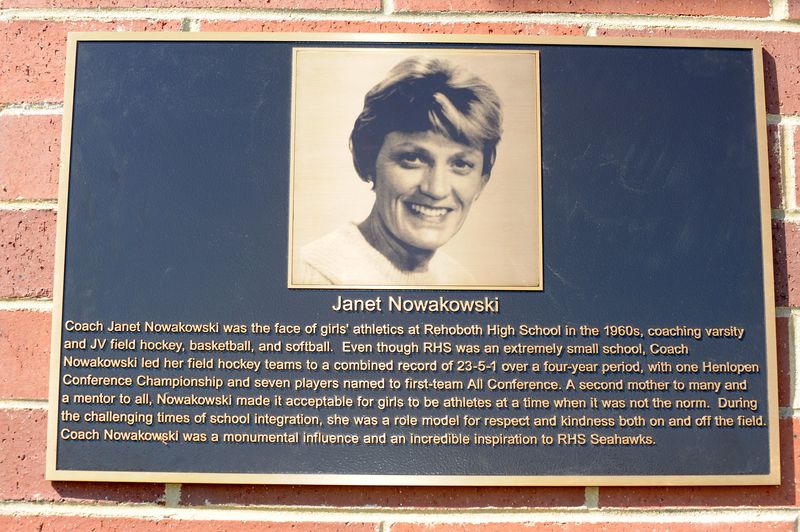 Janet Nowakowski
Coach Janet Nowakowski was the face of girls' athletics at Rehoboth High School in the 1960s, coaching varsity
and JV field hockey, basketball, and softball. Even though RHS was an extremely small school, Coach
Nowakowski led her field hockey teams to a combined record of 23-5-1 over a four-year period, with one Henlopen
Conference Championship and seven players named to first-team All Conference. A second mother to many and
a mentor to all, Nowakowski made it acceptable for girls to be athletes at a time when it was not the norm. During
the challenging times of school integration, she was a role model for respect and kindness both on and off the field.
Coach Nowakowski was a monumental influence and an incredible inspiration to RHS Seahawks.